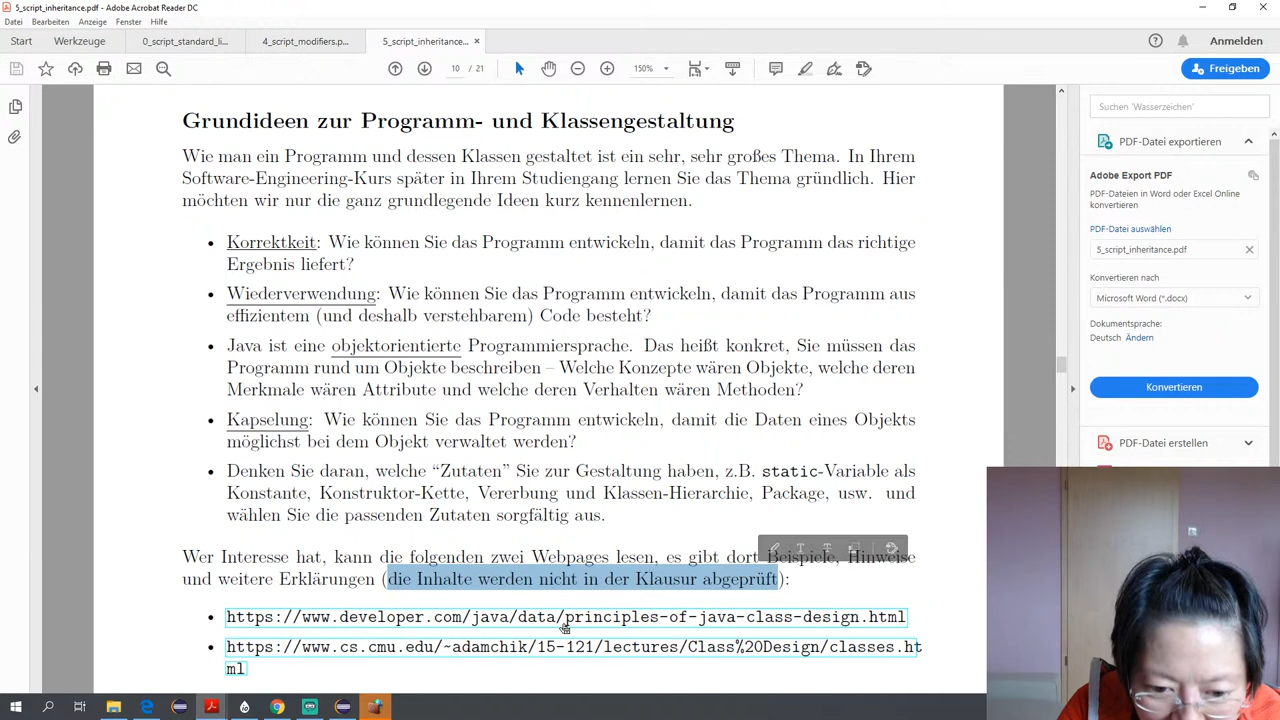 5_script_inheritance.pdf - Adobe Acrobat Reader DC
Datei Bearbeiten Anzeige Fenster Hilfe
Start Werkzeuge 0_script_standard_li... 4_script_modifiers.p... 5_script_inheritance... × Anmelden
10 / 21 150% Freigeben
Grundideen zur Programm- und Klassengestaltung
Wie man ein Programm und dessen Klassen gestaltet ist ein sehr, sehr großes Thema. In Ihrem
Software-Engineering-Kurs später in Ihrem Studiengang lernen Sie das Thema gründlich. Hier
möchten wir nur die ganz grundlegende Ideen kurz kennenlernen.
• Korrektkeit: Wie können Sie das Programm entwickeln, damit das Programm das richtige
Ergebnis liefert?
• Wiederverwendung: Wie können Sie das Programm entwickeln, damit das Programm aus
effizientem (und deshalb verstehbarem) Code besteht?
• Java ist eine objektorientierte Programmiersprache. Das heißt konkret, Sie müssen das
Programm rund um Objekte beschreiben – Welche Konzepte wären Objekte, welche deren
Merkmale wären Attribute und welche deren Verhalten wären Methoden?
• Kapselung: Wie können Sie das Programm entwickeln, damit die Daten eines Objekts
möglichst bei dem Objekt verwaltet werden?
• Denken Sie daran, welche “Zutaten” Sie zur Gestaltung haben, z.B. static-Variable als
Konstante, Konstruktor-Kette, Vererbung und Klassen-Hierarchie, Package, usw. und
wählen Sie die passenden Zutaten sorgfältig aus.
Wer Interesse hat, kann die folgenden zwei Webpages lesen, es gibt dort Beispiele, Hinweise
und weitere Erklärungen (die Inhalte werden nicht in der Klausur abgeprüft):
• https://www.developer.com/java/data/principles-of-java-class-design.html
• https://www.cs.cmu.edu/~adamchik/15-121/lectures/Class%20Design/classes.ht
ml
Suchen 'Wasserzeichen'
PDF-Datei exportieren
Adobe Export PDF
PDF-Dateien in Word oder Excel Online
konvertieren
PDF-Datei auswählen
5_script_inheritance.pdf
Konvertieren nach
Microsoft Word (*.docx)
Dokumentsprache:
Deutsch Ändern
Konvertieren
PDF-Datei erstellen